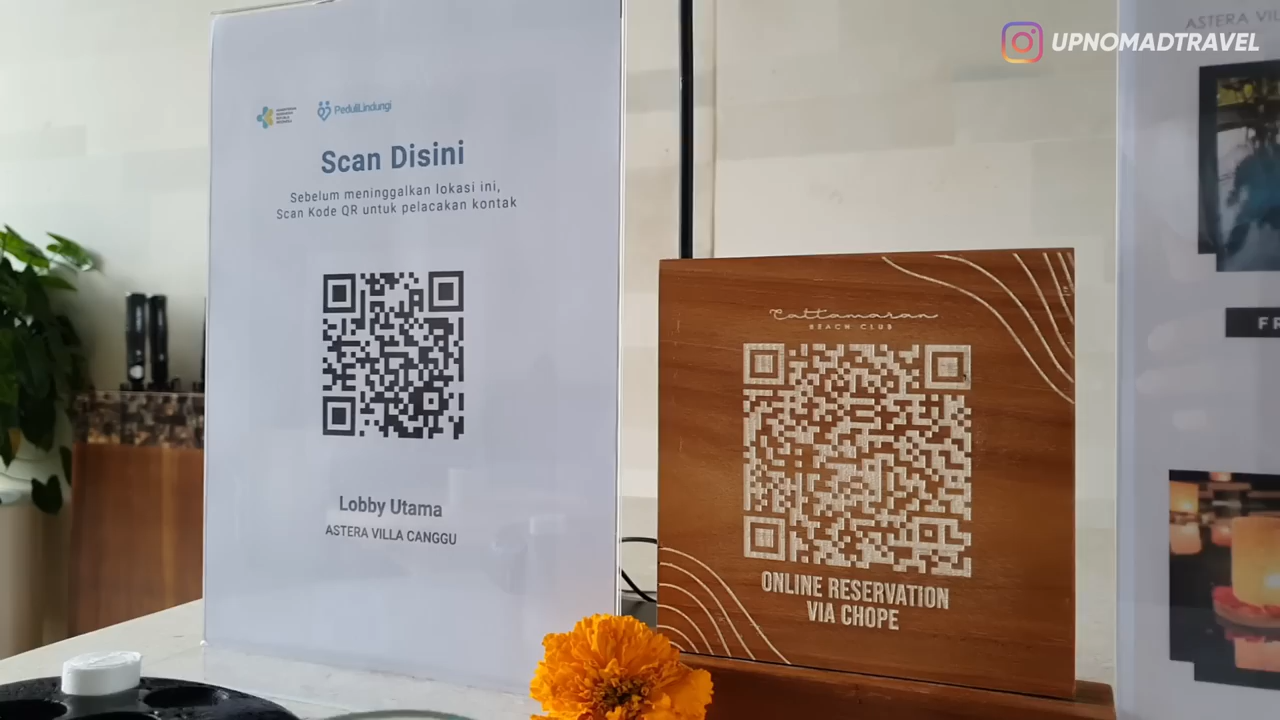 UPNOMADTRAVEL
ASTERA VIL
PeduliLindungi
Scan Disini
Sebelum meninggalkan lokasi ini,
Scan Kode QR untuk pelacakan kontak
Lobby Utama
ASTERA VILLA CANGGU
Cattamaran
BEACH CLUB
ONLINE RESERVATION
VIA CHOPE
FR